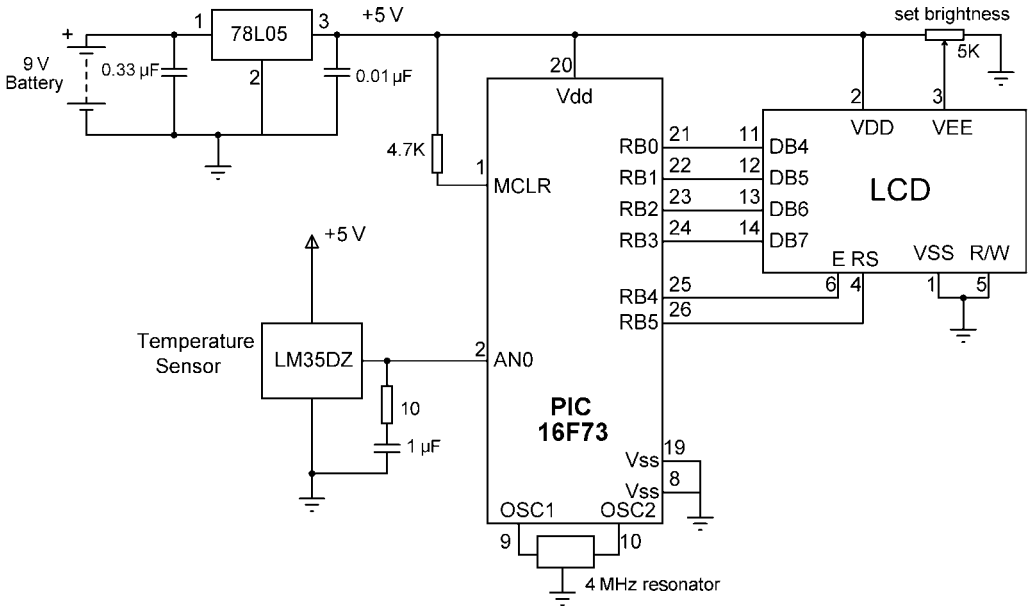 +5 V
set brightness
1
78L05
3
5K
+
9 V
Battery
0.33 µF
2
0.01 µF
20
Vdd
2
3
VDD
VEE
4.7K
1
MCLR
RB0
21
11
DB4
RB1
22
12
DB5
LCD
RB2
23
13
DB6
RB3
24
14
DB7
+5 V
E RS
VSS
R/W
RB4
25
6
4
1
5
RB5
26
Temperature
Sensor
LM35DZ
2
AN0
10
PIC
16F73
1 µF
Vss
19
Vss
8
OSC1
OSC2
9
10
4 MHz resonator